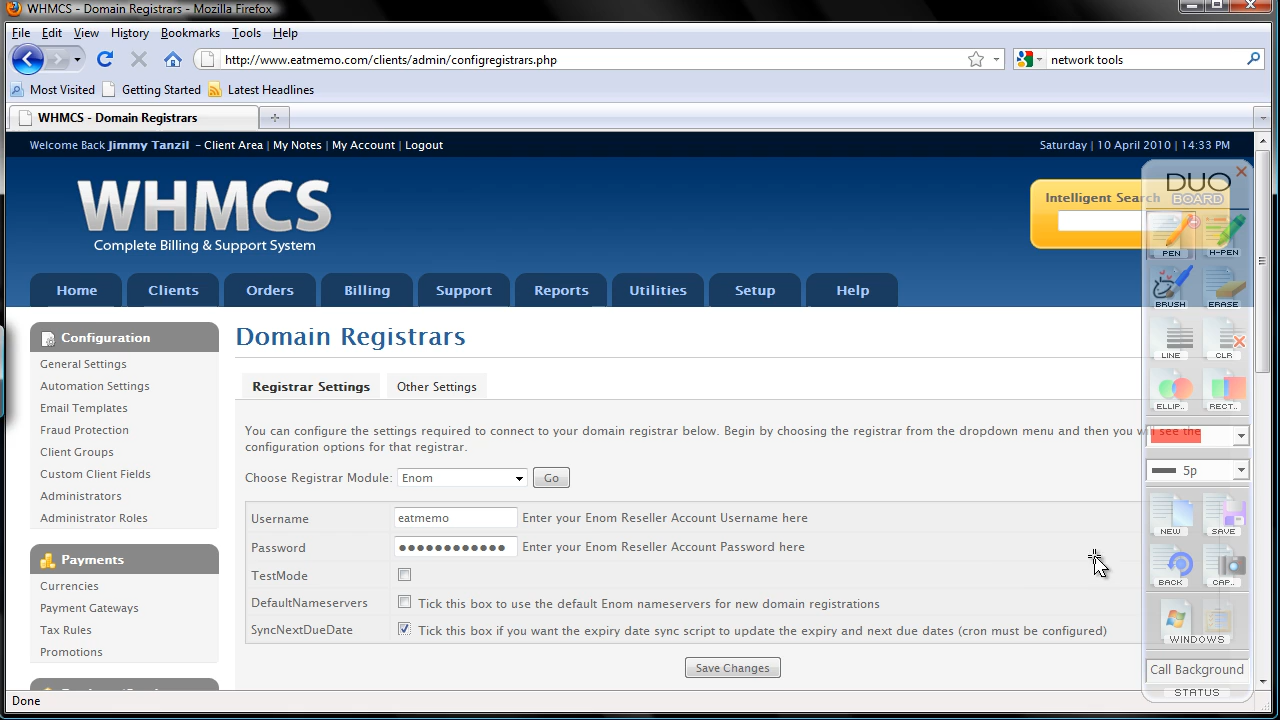 WHMCS - Domain Registrars - Mozilla Firefox
File Edit View History Bookmarks Tools Help
http://www.eatmemo.com/clients/admin/configregistrars.php
network tools
Most Visited Getting Started Latest Headlines
WHMCS - Domain Registrars
Welcome Back Jimmy Tanzil - Client Area | My Notes | My Account | Logout
Saturday | 10 April 2010 | 14:33 PM
WHMCS
Complete Billing & Support System
Intelligent Search
Home Clients Orders Billing Support Reports Utilities Setup Help
Configuration
General Settings
Automation Settings
Email Templates
Fraud Protection
Client Groups
Custom Client Fields
Administrators
Administrator Roles
Payments
Currencies
Payment Gateways
Tax Rules
Promotions
Domain Registrars
Registrar Settings Other Settings
You can configure the settings required to connect to your domain registrar below. Begin by choosing the registrar from the dropdown menu and then you will see the
configuration options for that registrar.
Choose Registrar Module: Enom Go
Username eatmemo Enter your Enom Reseller Account Username here
Password ●●●●●●●●●●●● Enter your Enom Reseller Account Password here
TestMode
DefaultNameservers Tick this box to use the default Enom nameservers for new domain registrations
SyncNextDueDate Tick this box if you want the expiry date sync script to update the expiry and next due dates (cron must be configured)
Save Changes
DUO
BOARD
PEN H-PEN
BRUSH ERASE
LINE CLR
ELLIP.. RECT..
5p
NEW SAVE
BACK CAP..
WINDOWS
Call Background
STATUS
Done